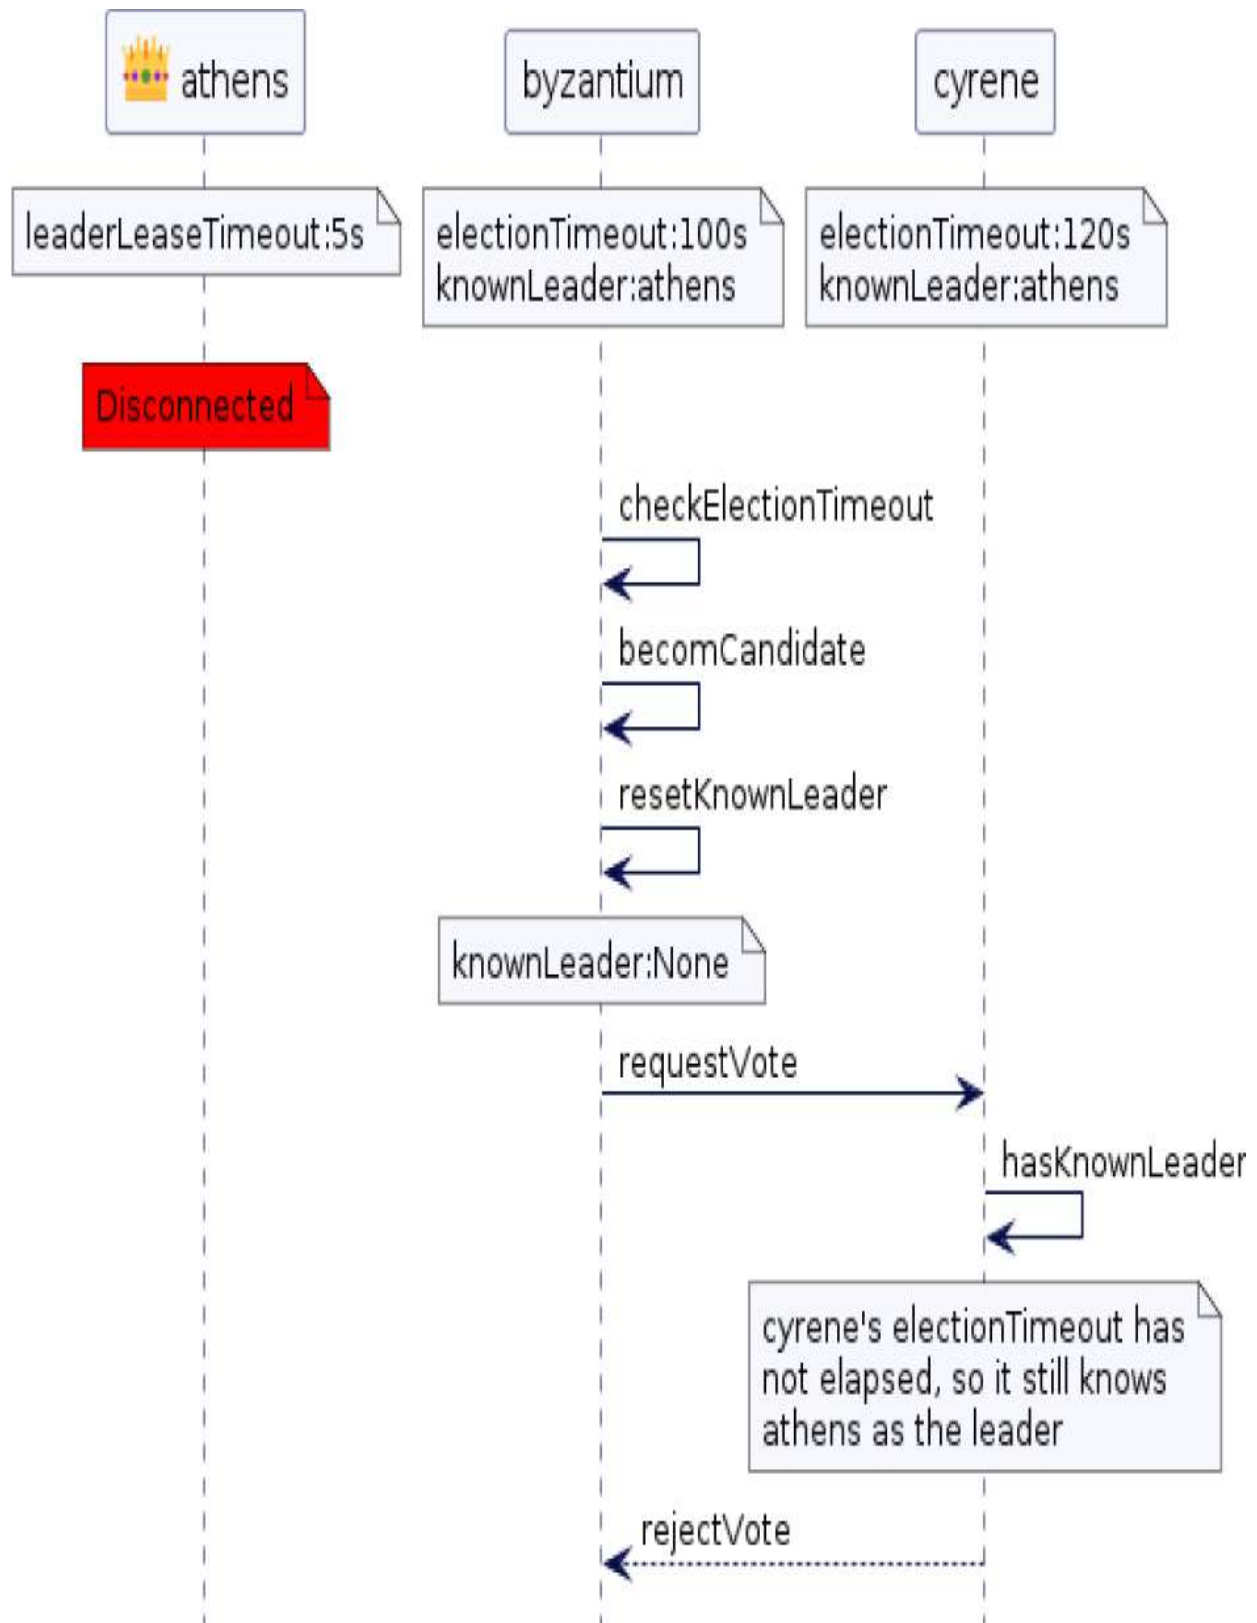 athens
byzantium
cyrene
leaderLeaseTimeout:5s
electionTimeout:100s
knownLeader:athens
electionTimeout:120s
knownLeader:athens
Disconnected
checkElectionTimeout
becomCandidate
resetKnownLeader
knownLeader:None
requestVote
hasKnownLeader
cyrene's electionTimeout has
not elapsed, so it still knows
athens as the leader
rejectVote